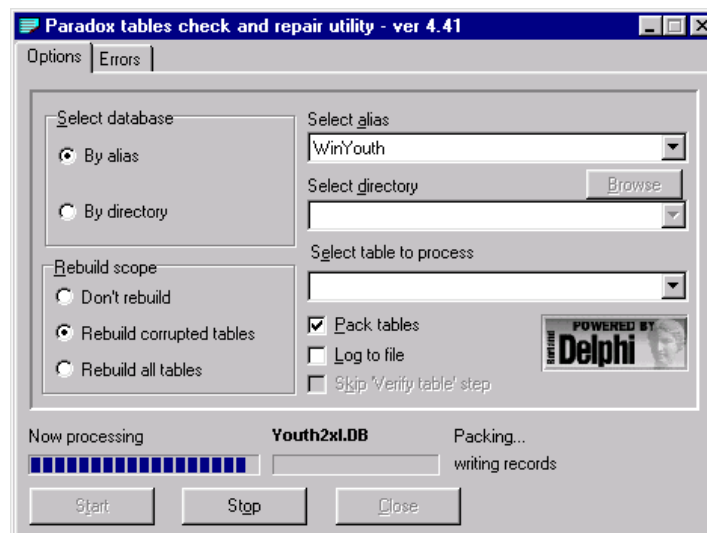 Paradox tables check and repair utility - ver 4.41
Options Errors
Select database
By alias
By directory
Select alias
WinYouth
Select directory
Browse
Select table to process
Rebuild scope
Don't rebuild
Rebuild corrupted tables
Rebuild all tables
Pack tables
Log to file
Skip 'Verify table' step
POWERED BY
Borland
Delphi
Now processing
Youth2xl.DB
Packing...
writing records
Start Stop Close